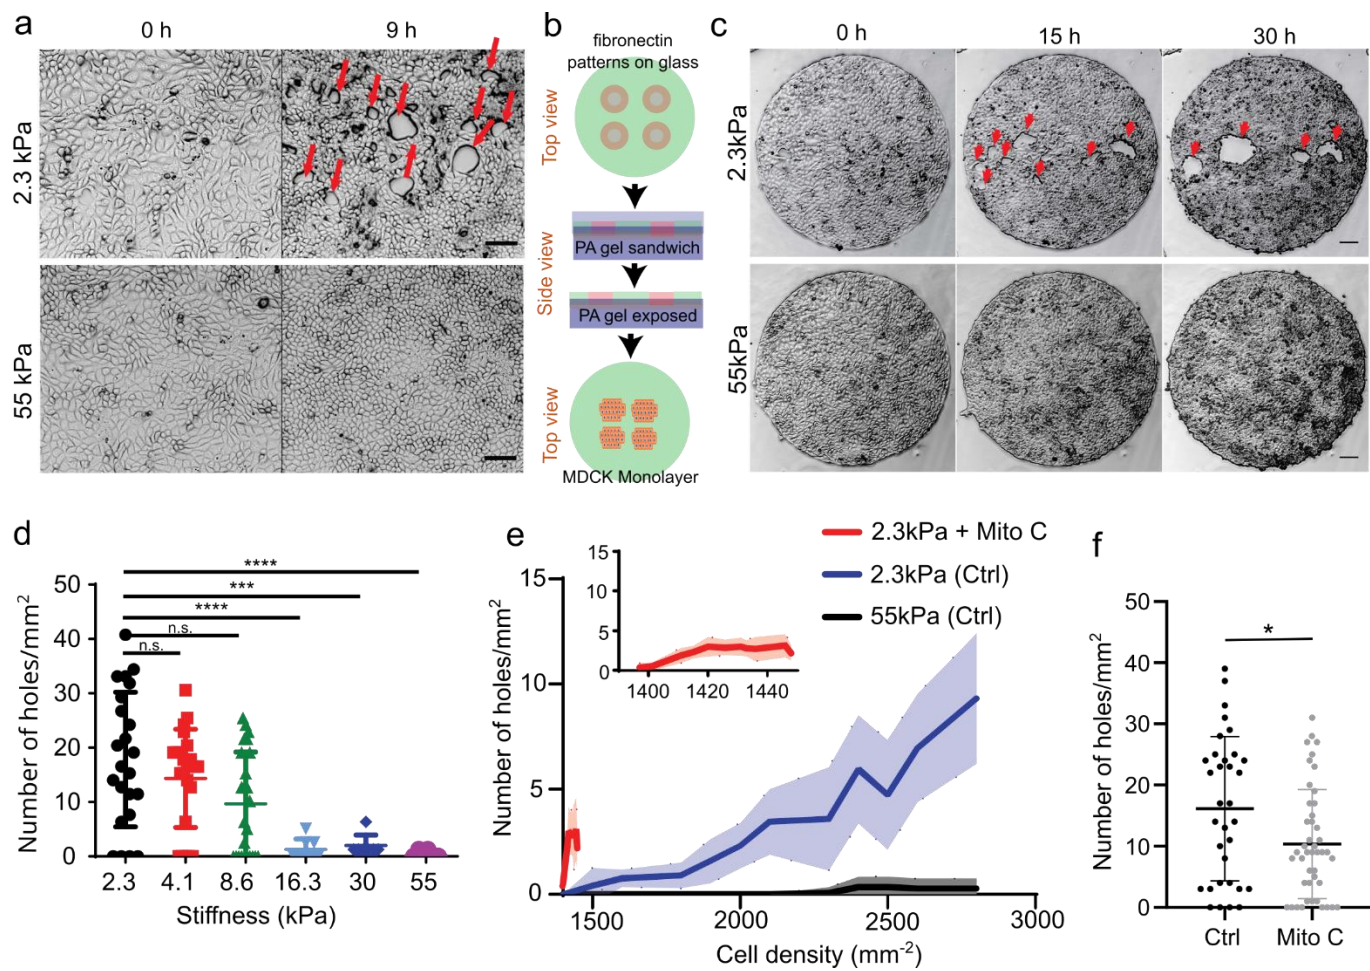 a
0 h
9 h
2.3 kPa
55 kPa
b
fibronectin
patterns on glass
Top view
Side view
PA gel sandwich
PA gel exposed
Top view
MDCK Monolayer
c
0 h
15 h
30 h
2.3kPa
55kPa
d
Number of holes/mm²
50
40
30
20
10
0
****
***
****
n.s.
n.s.
2.3 4.1 8.6 16.3 30 55
Stiffness (kPa)
e
Number of holes/mm²
15
10
5
0
15
10
5
0
1400 1420 1440
2.3kPa + Mito C
2.3kPa (Ctrl)
55kPa (Ctrl)
1500 2000 2500 3000
Cell density (mm⁻²)
f
Number of holes/mm²
50
40
30
20
10
0
*
Ctrl Mito C